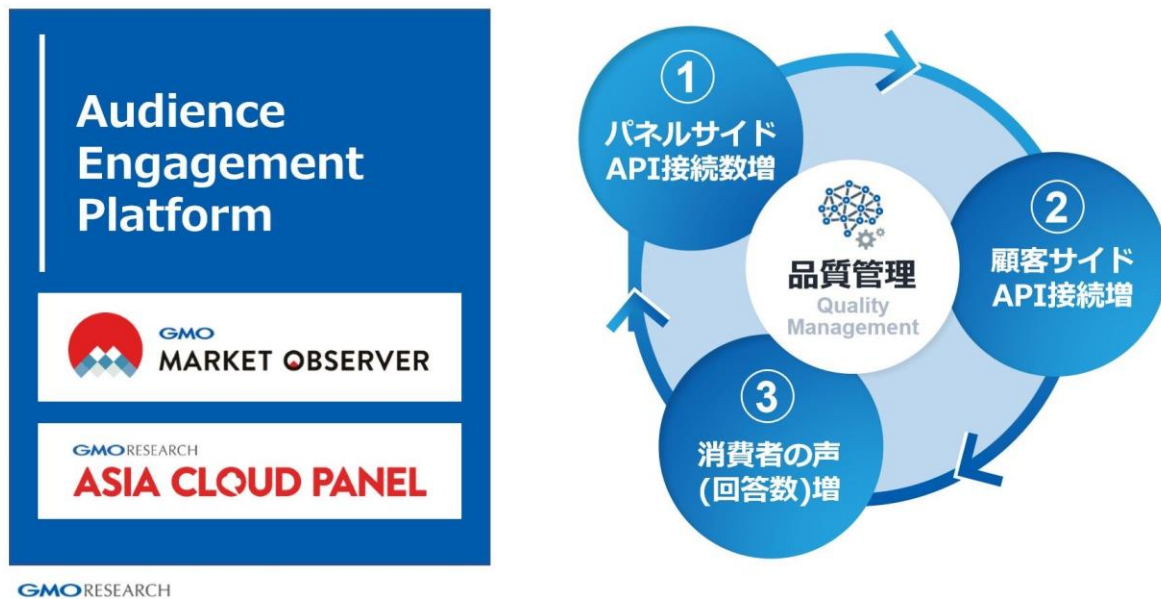 Audience
Engagement
Platform
GMO
MARKET OBSERVER
GMO RESEARCH
ASIA CLOUD PANEL
①
パネルサイド
API接続数増
②
顧客サイド
API接続増
品質管理
Quality
Management
③
消費者の声
(回答数)増
GMO RESEARCH